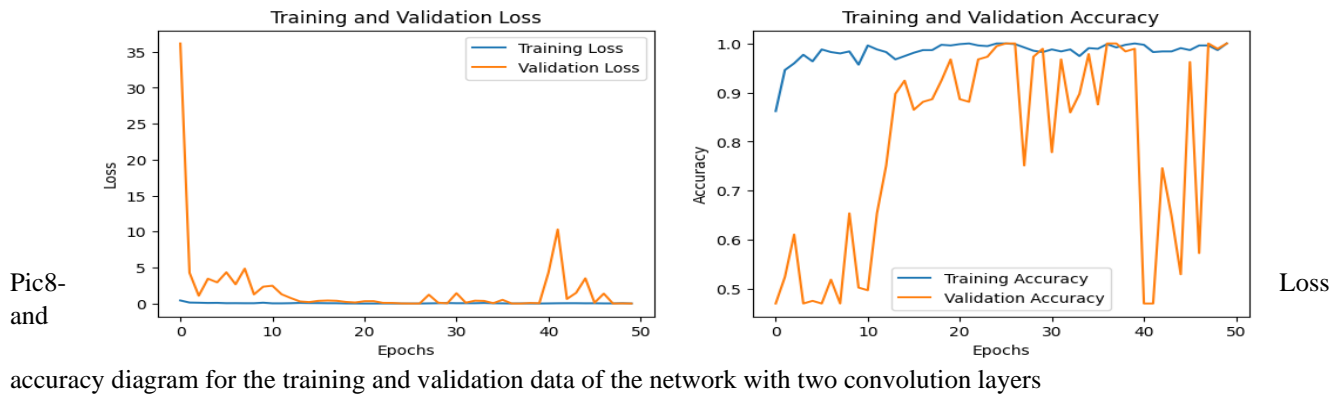 Training and Validation Loss
35
30
25
20
15
10
5
0
Loss
Training Loss
Validation Loss
0 10 20 30 40 50
Epochs
Training and Validation Accuracy
1.0
0.9
0.8
0.7
0.6
0.5
Accuracy
Training Accuracy
Validation Accuracy
0 10 20 30 40 50
Epochs
Pic8- Loss
and
accuracy diagram for the training and validation data of the network with two convolution layers